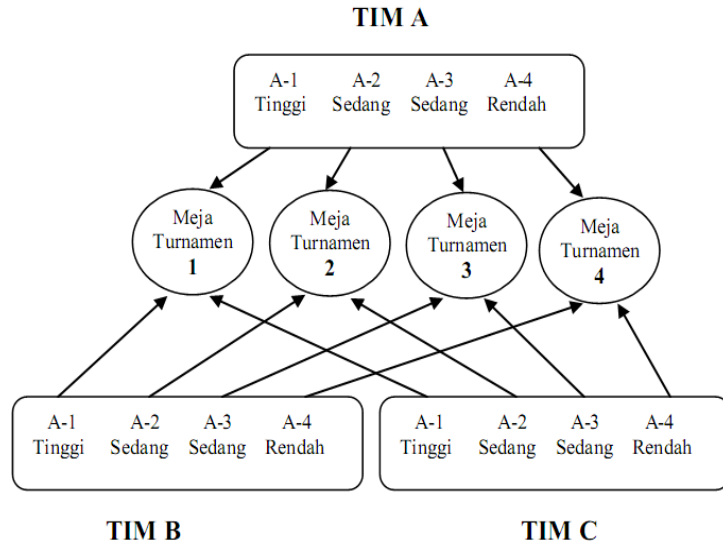 TIM A
A-1 A-2 A-3 A-4
Tinggi Sedang Sedang Rendah
Meja
Turnamen
1
Meja
Turnamen
2
Meja
Turnamen
3
Meja
Turnamen
4
A-1 A-2 A-3 A-4
Tinggi Sedang Sedang Rendah
A-1 A-2 A-3 A-4
Tinggi Sedang Sedang Rendah
TIM B
TIM C